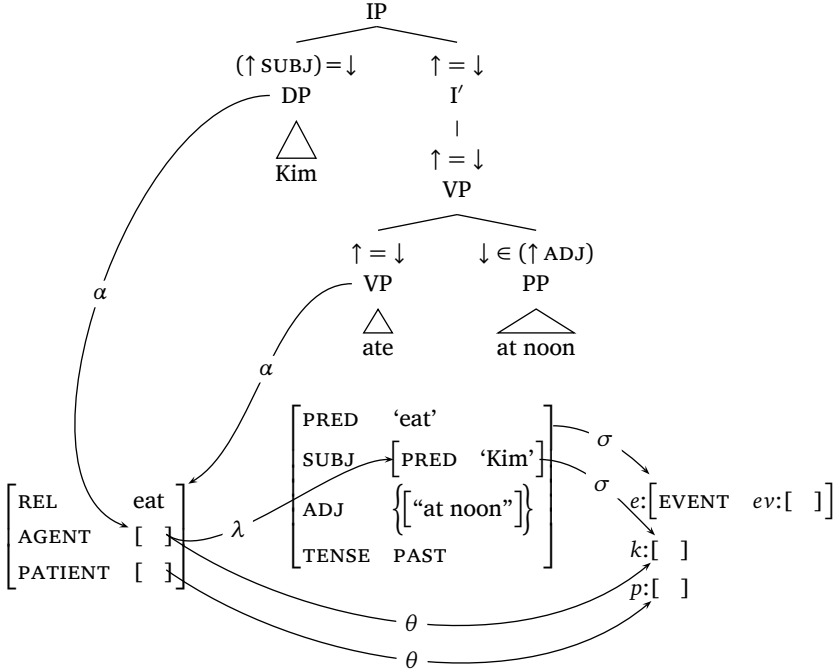 IP
(↑ SUBJ) = ↓ ↑ = ↓
DP I′
Kim
↑ = ↓
VP
↑ = ↓ ↓ ∈ (↑ ADJ)
VP PP
ate at noon
α
α
PRED ‘eat’
SUBJ [PRED ‘Kim’]
ADJ {[“at noon”]}
TENSE PAST
σ
σ
REL eat
AGENT [ ]
PATIENT [ ]
λ
e:[EVENT ev:[ ]]
k:[ ]
p:[ ]
θ
θ